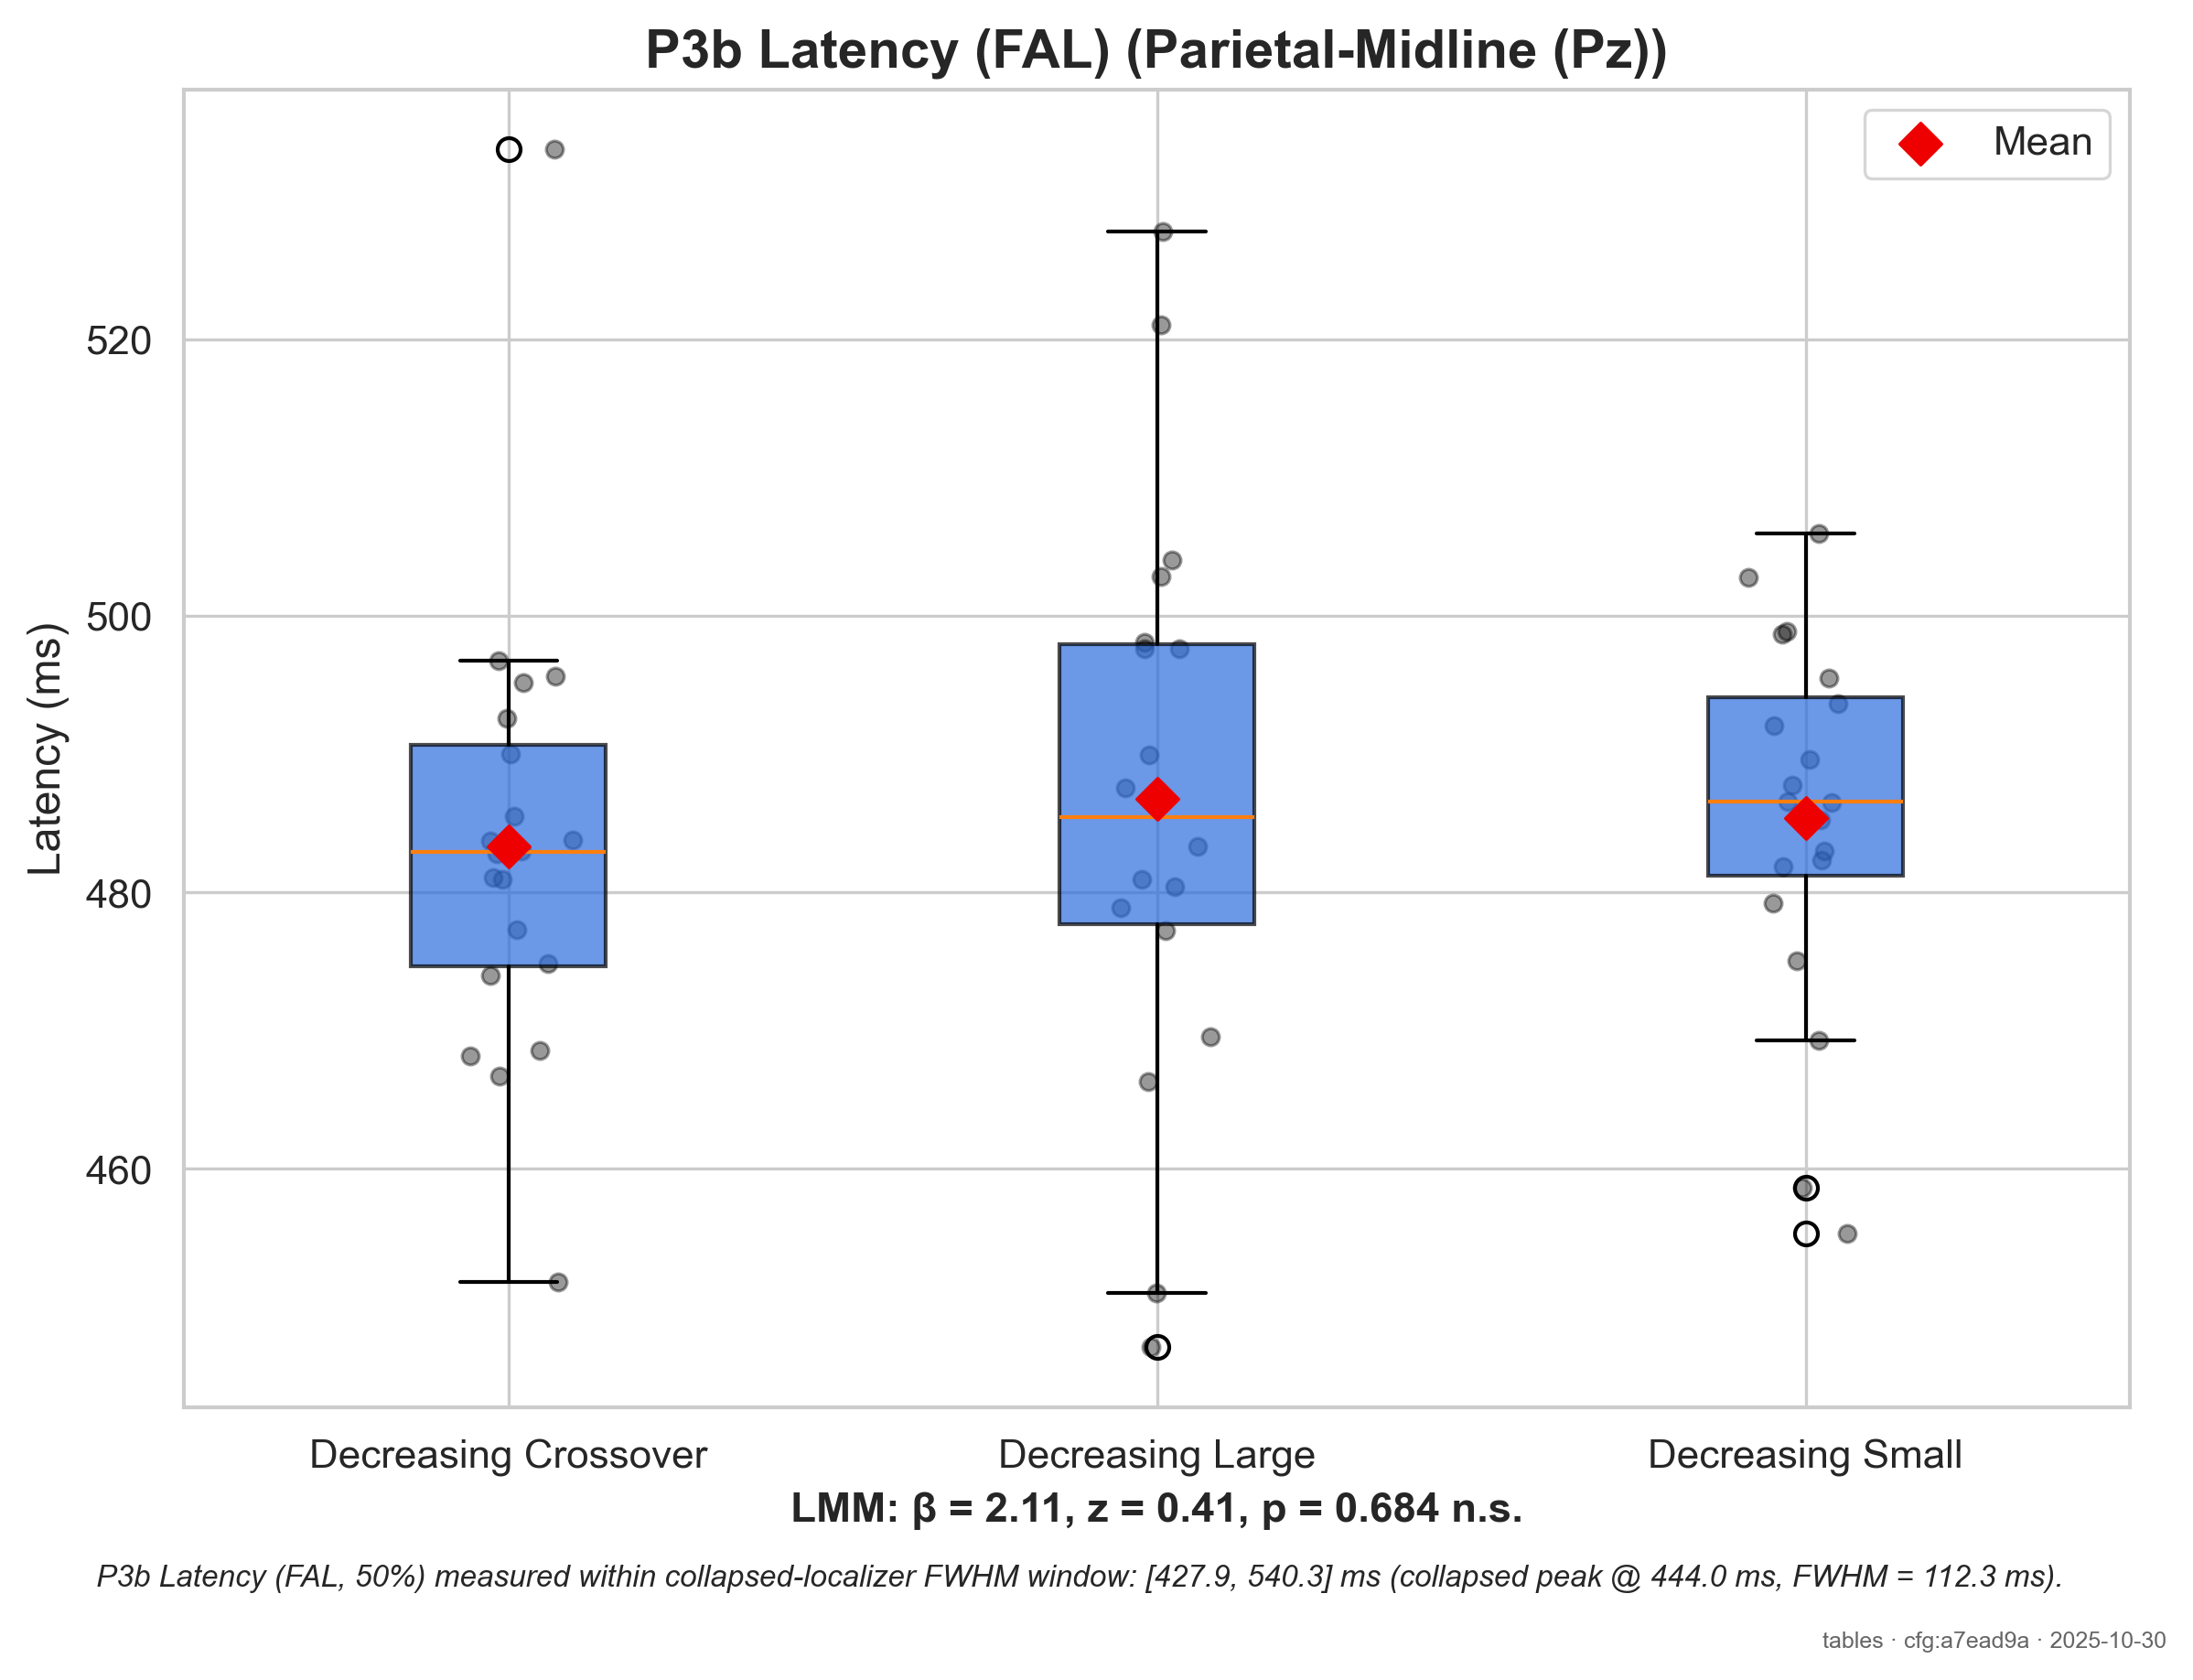 P3b Latency (FAL) (Parietal-Midline (Pz))
Mean
Latency (ms)
520
500
480
460
Decreasing Crossover
Decreasing Large
Decreasing Small
LMM: β = 2.11, z = 0.41, p = 0.684 n.s.
P3b Latency (FAL, 50%) measured within collapsed-localizer FWHM window: [427.9, 540.3] ms (collapsed peak @ 444.0 ms, FWHM = 112.3 ms).
tables · cfg:a7ead9a · 2025-10-30